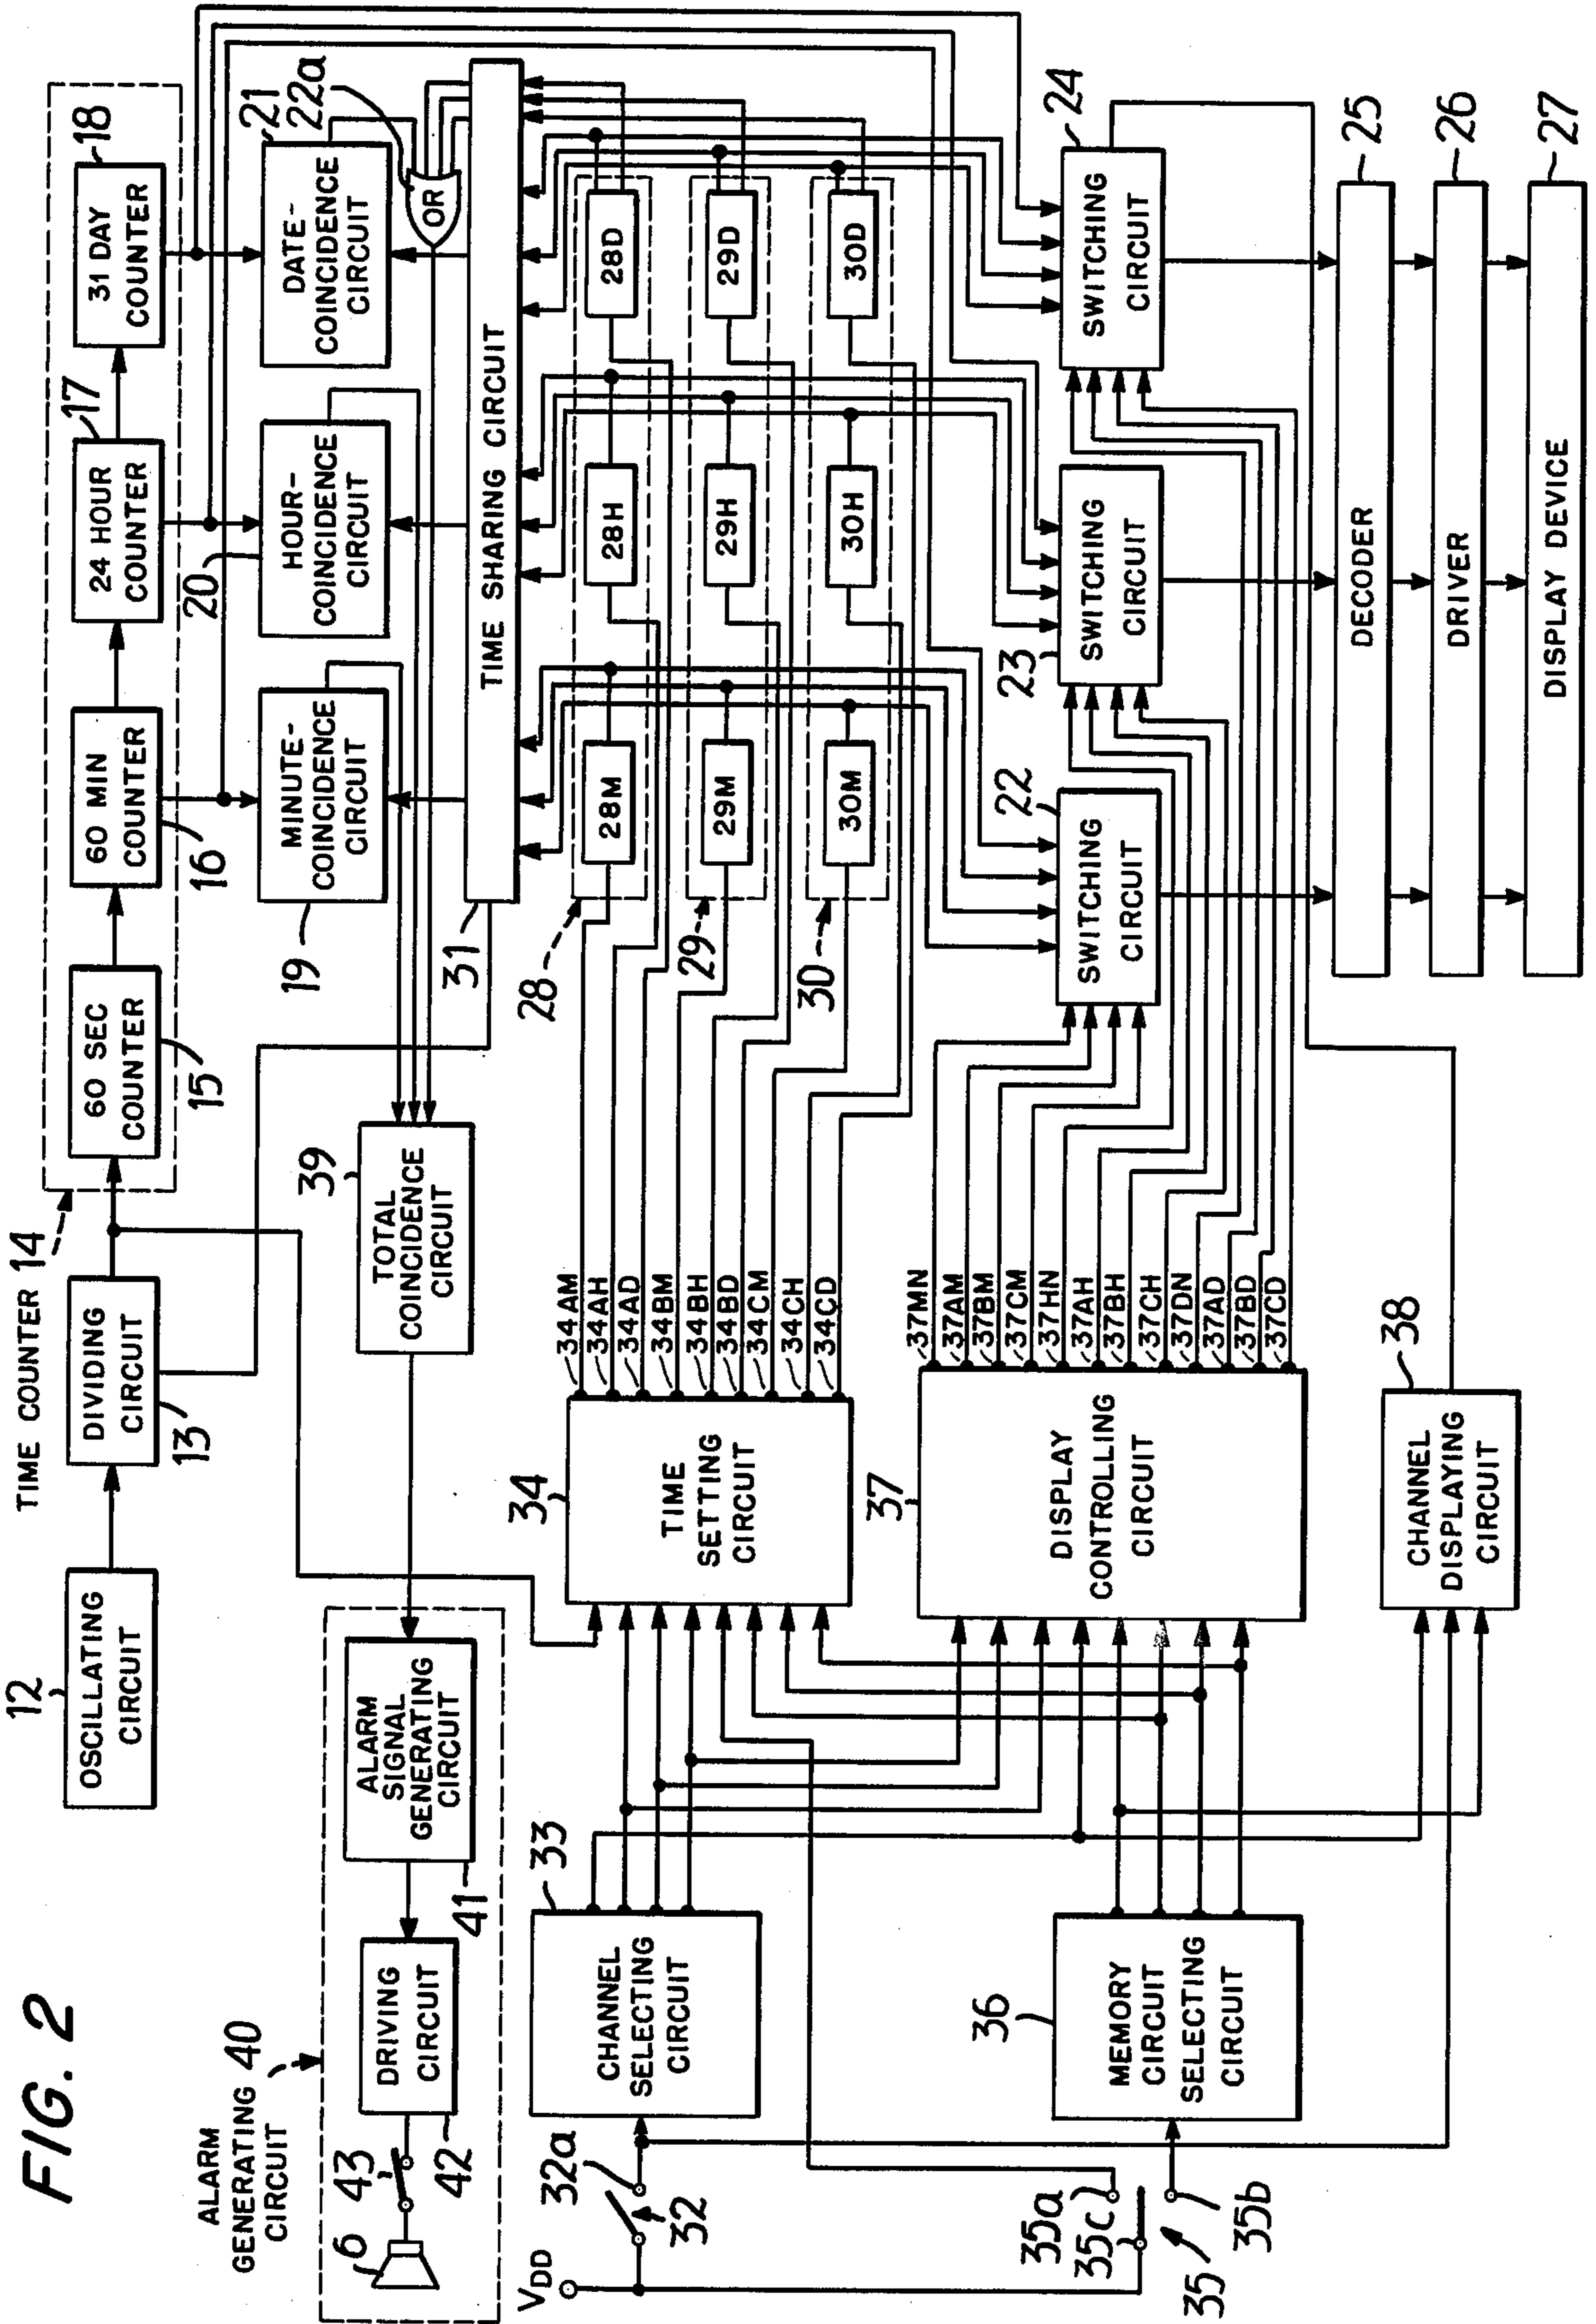 FIG. 2
TIME COUNTER 14
12
OSCILLATING
CIRCUIT
DIVIDING
CIRCUIT
13
60 SEC
COUNTER
15
60 MIN
COUNTER
16
17
24 HOUR
COUNTER
18
31 DAY
COUNTER
ALARM
GENERATING 40
CIRCUIT
6
43
DRIVING
CIRCUIT
42
ALARM
SIGNAL
GENERATING
CIRCUIT
41
39
TOTAL
COINCIDENCE
CIRCUIT
19
MINUTE-
COINCIDENCE
CIRCUIT
20
HOUR-
COINCIDENCE
CIRCUIT
21
DATE-
COINCIDENCE
CIRCUIT
22a
OR
31
TIME SHARING CIRCUIT
28
28M
28H
28D
29
29M
29H
29D
30
30M
30H
30D
VDD
32a
32
33
CHANNEL
SELECTING
CIRCUIT
34
TIME
SETTING
CIRCUIT
34AM
34AH
34AD
34BM
34BH
34BD
34CM
34CH
34CD
35a
35c
35
35b
36
MEMORY
CIRCUIT
SELECTING
CIRCUIT
37
DISPLAY
CONTROLLING
CIRCUIT
37MN
37AM
37BM
37CM
37HN
37AH
37BH
37CH
37DN
37AD
37BD
37CD
38
CHANNEL
DISPLAYING
CIRCUIT
22
SWITCHING
CIRCUIT
23
SWITCHING
CIRCUIT
24
SWITCHING
CIRCUIT
DECODER
25
DRIVER
26
DISPLAY DEVICE
27